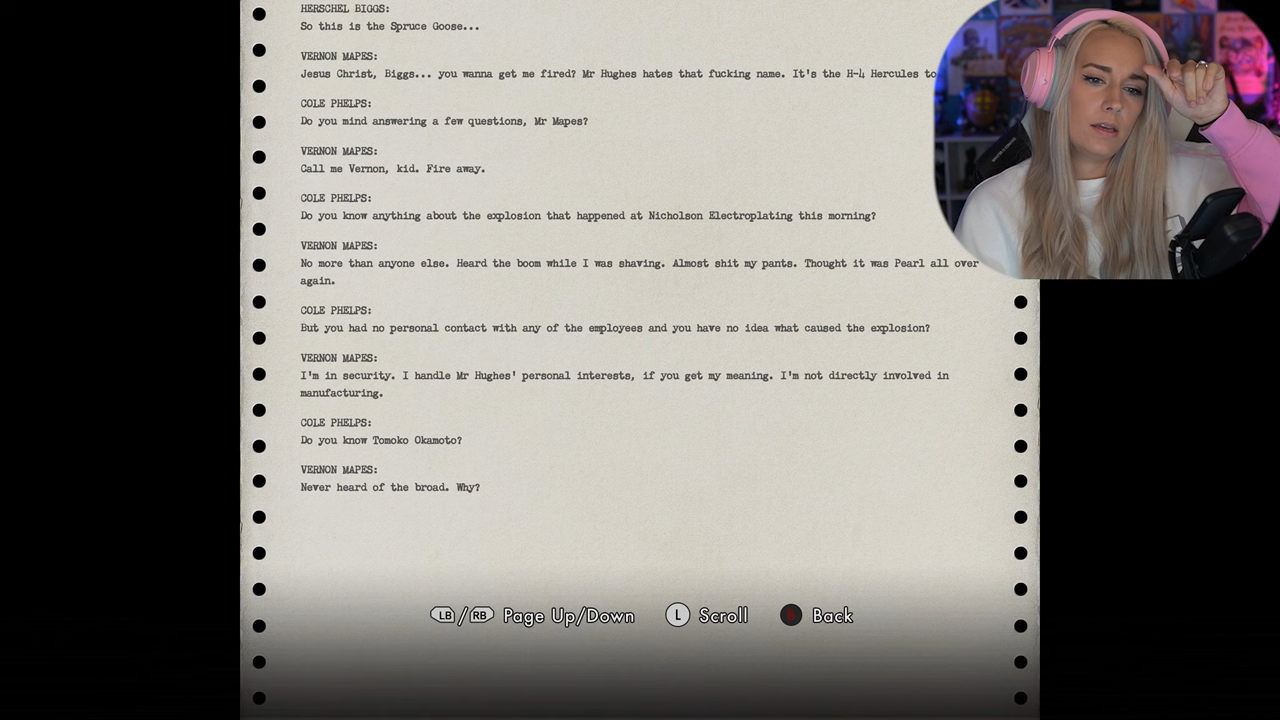 HERSCHEL BIGGS:
So this is the Spruce Goose...
VERNON MAPES:
Jesus Christ, Biggs... you wanna get me fired? Mr Hughes hates that fucking name. It's the H-4 Hercules to
COLE PHELPS:
Do you mind answering a few questions, Mr Mapes?
VERNON MAPES:
Call me Vernon, kid. Fire away.
COLE PHELPS:
Do you know anything about the explosion that happened at Nicholson Electroplating this morning?
VERNON MAPES:
No more than anyone else. Heard the boom while I was shaving. Almost shit my pants. Thought it was Pearl all over
again.
COLE PHELPS:
But you had no personal contact with any of the employees and you have no idea what caused the explosion?
VERNON MAPES:
I'm in security. I handle Mr Hughes' personal interests, if you get my meaning. I'm not directly involved in
manufacturing.
COLE PHELPS:
Do you know Tomoko Okamoto?
VERNON MAPES:
Never heard of the broad. Why?
LB/RB Page Up/Down L Scroll B Back